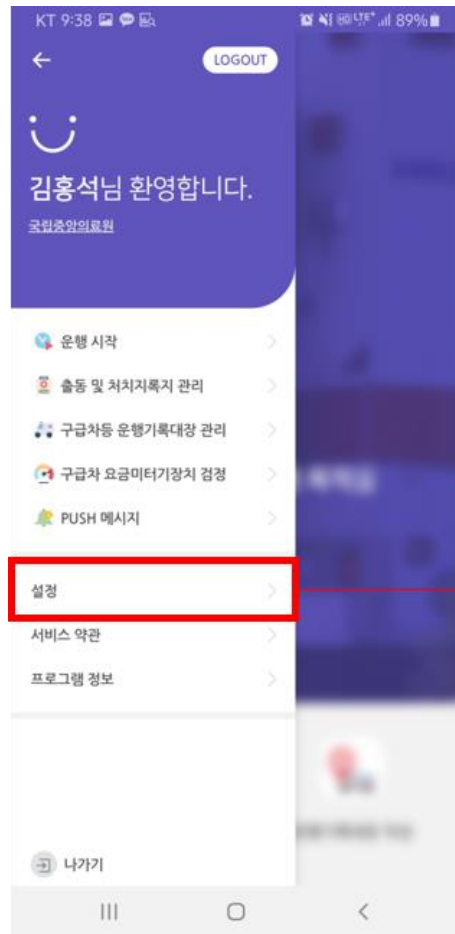 KT 9:38
LTE+ 89%
LOGOUT
김홍석님 환영합니다.
국립중앙의료원
운행 시작
출동 및 처치지록지 관리
구급차등 운행기록대장 관리
구급차 요금미터기장치 검정
PUSH 메시지
설정
서비스 약관
프로그램 정보
나가기